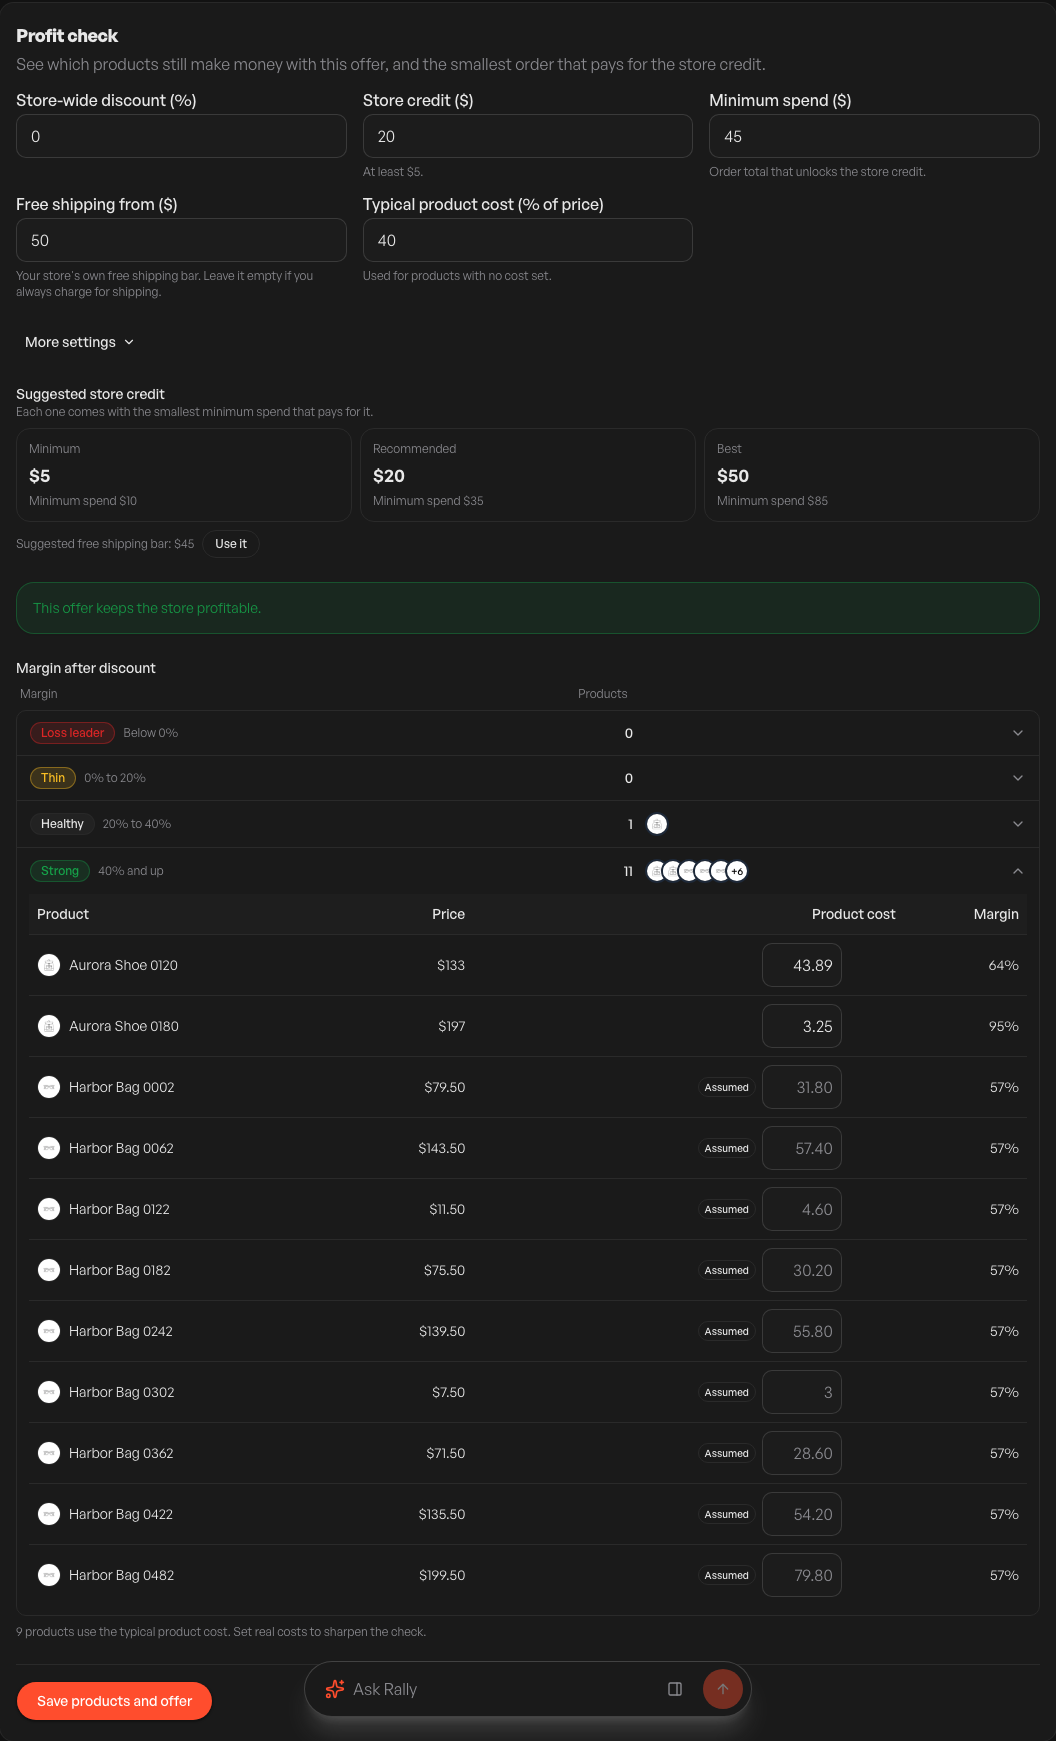 Profit check
See which products still make money with this offer, and the smallest order that pays for the store credit.
Store-wide discount (%)
0
Store credit ($)
20
At least $5.
Minimum spend ($)
45
Order total that unlocks the store credit.
Free shipping from ($)
50
Your store's own free shipping bar. Leave it empty if you
always charge for shipping.
Typical product cost (% of price)
40
Used for products with no cost set.
More settings
Suggested store credit
Each one comes with the smallest minimum spend that pays for it.
Minimum
$5
Minimum spend $10
Recommended
$20
Minimum spend $35
Best
$50
Minimum spend $85
Suggested free shipping bar: $45 Use it
This offer keeps the store profitable.
Margin after discount
Margin Products
Loss leader Below 0% 0
Thin 0% to 20% 0
Healthy 20% to 40% 1
Strong 40% and up 11 +6
Product Price Product cost Margin
Aurora Shoe 0120 $133 43.89 64%
Aurora Shoe 0180 $197 3.25 95%
Harbor Bag 0002 $79.50 Assumed 31.80 57%
Harbor Bag 0062 $143.50 Assumed 57.40 57%
Harbor Bag 0122 $11.50 Assumed 4.60 57%
Harbor Bag 0182 $75.50 Assumed 30.20 57%
Harbor Bag 0242 $139.50 Assumed 55.80 57%
Harbor Bag 0302 $7.50 Assumed 3 57%
Harbor Bag 0362 $71.50 Assumed 28.60 57%
Harbor Bag 0422 $135.50 Assumed 54.20 57%
Harbor Bag 0482 $199.50 Assumed 79.80 57%
9 products use the typical product cost. Set real costs to sharpen the check.
Save products and offer
Ask Rally